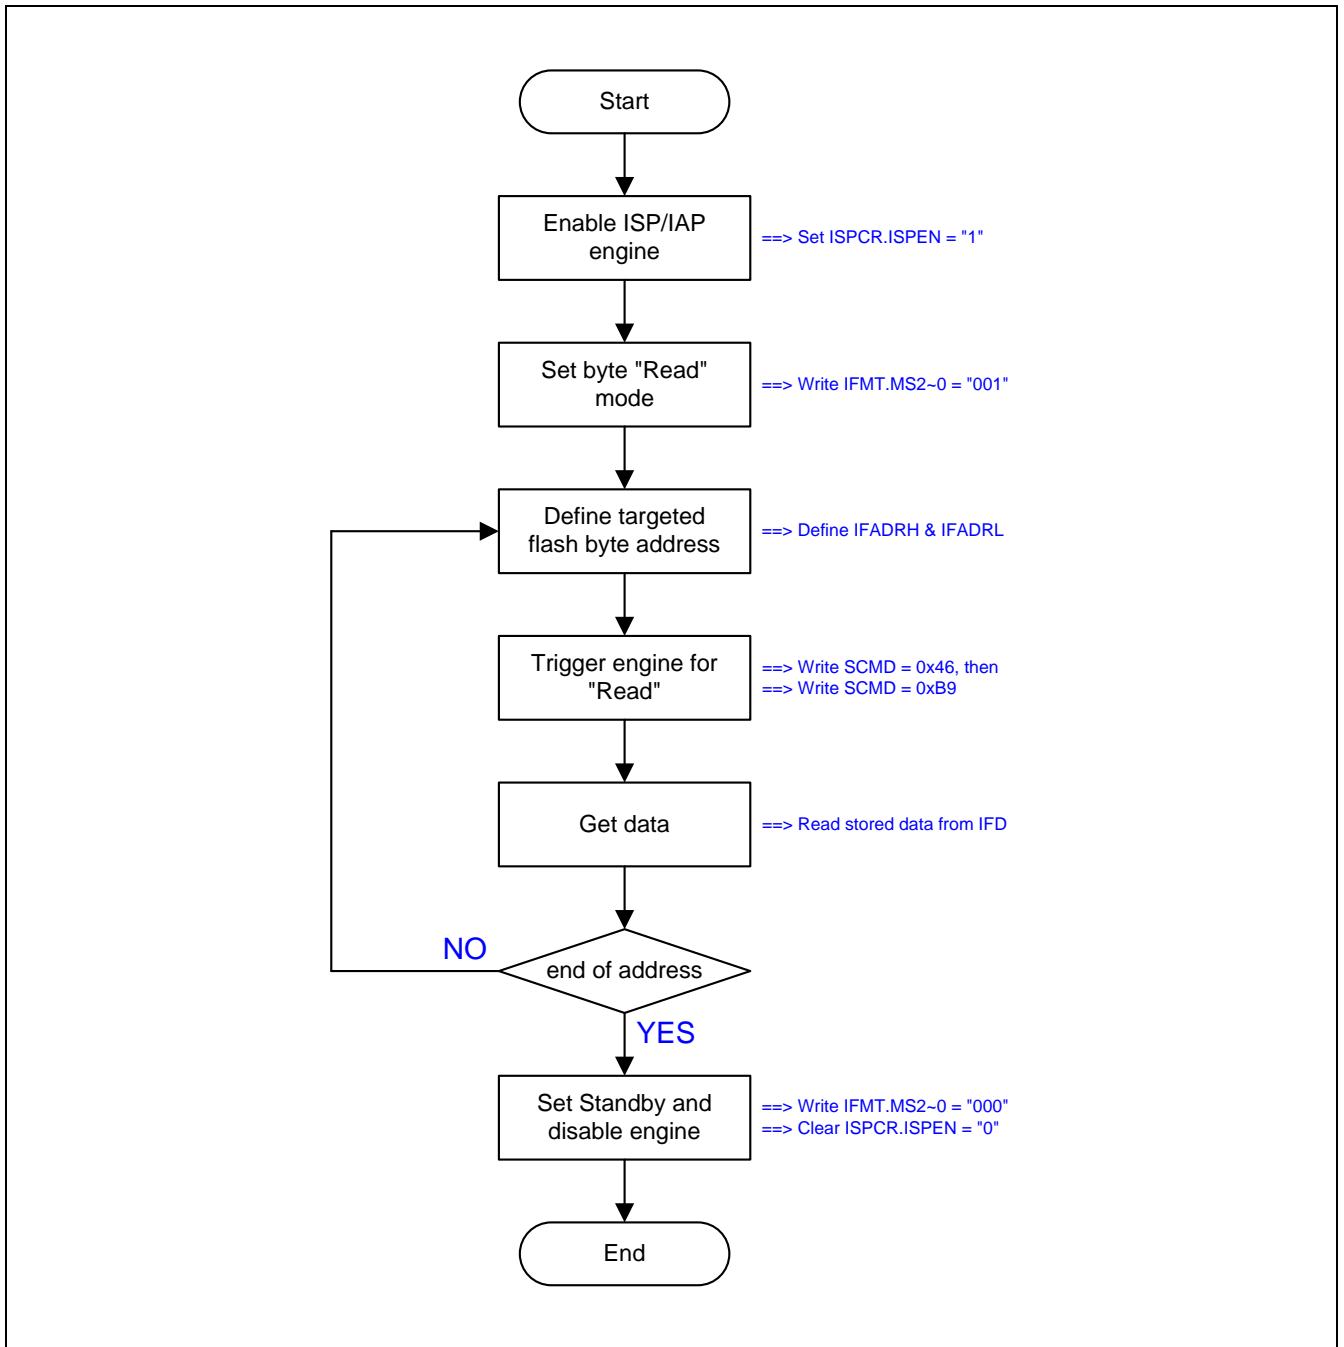 Start
Enable ISP/IAP
engine
==> Set ISPCR.ISPEN = "1"
Set byte "Read"
mode
==> Write IFMT.MS2~0 = "001"
Define targeted
flash byte address
==> Define IFADRH & IFADRL
Trigger engine for
"Read"
==> Write SCMD = 0x46, then
==> Write SCMD = 0xB9
Get data
==> Read stored data from IFD
NO
end of address
YES
Set Standby and
disable engine
==> Write IFMT.MS2~0 = "000"
==> Clear ISPCR.ISPEN = "0"
End